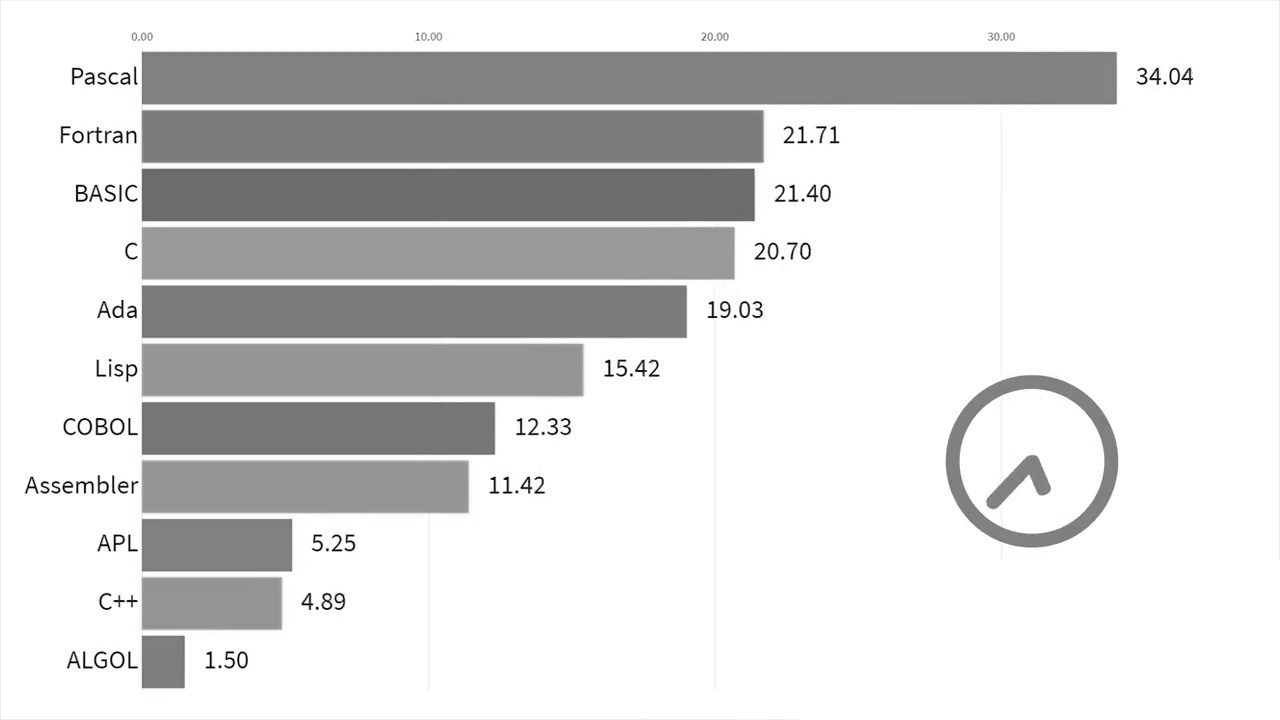 0.00 10.00 20.00 30.00
Pascal 34.04
Fortran 21.71
BASIC 21.40
C 20.70
Ada 19.03
Lisp 15.42
COBOL 12.33
Assembler 11.42
APL 5.25
C++ 4.89
ALGOL 1.50